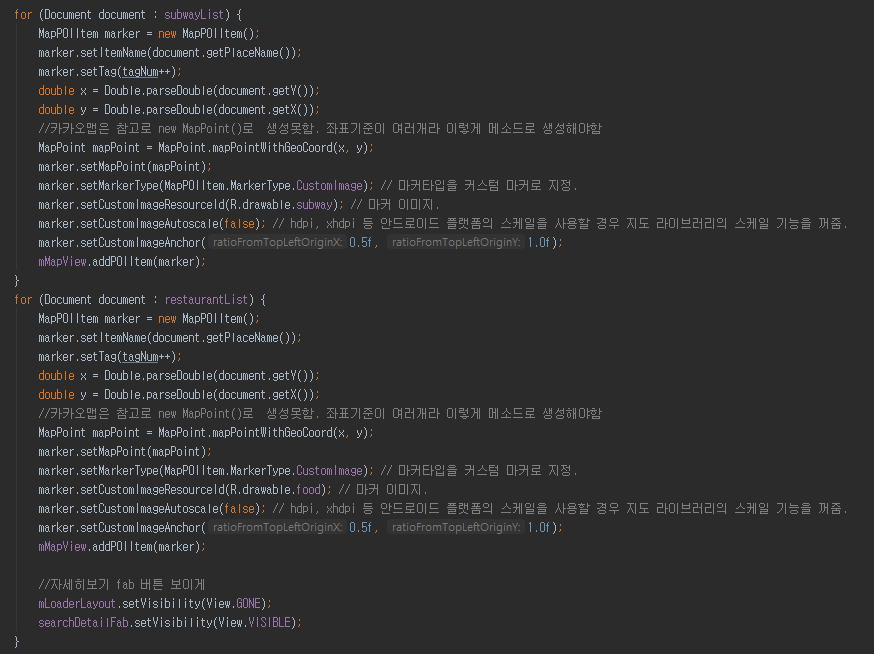 for (Document document : subwayList) {
    MapPOIItem marker = new MapPOIItem();
    marker.setItemName(document.getPlaceName());
    marker.setTag(tagNum++);
    double x = Double.parseDouble(document.getY());
    double y = Double.parseDouble(document.getX());
    //카카오맵은 참고로 new MapPoint()로  생성못함. 좌표기준이 여러개라 이렇게 메소드로 생성해야함
    MapPoint mapPoint = MapPoint.mapPointWithGeoCoord(x, y);
    marker.setMapPoint(mapPoint);
    marker.setMarkerType(MapPOIItem.MarkerType.CustomImage); // 마커타입을 커스텀 마커로 지정.
    marker.setCustomImageResourceId(R.drawable.subway); // 마커 이미지.
    marker.setCustomImageAutoscale(false); // hdpi, xhdpi 등 안드로이드 플랫폼의 스케일을 사용할 경우 지도 라이브러리의 스케일 기능을 꺼줌.
    marker.setCustomImageAnchor( ratioFromTopLeftOriginX: 0.5f, ratioFromTopLeftOriginY: 1.0f);
    mMapView.addPOIItem(marker);
}
for (Document document : restaurantList) {
    MapPOIItem marker = new MapPOIItem();
    marker.setItemName(document.getPlaceName());
    marker.setTag(tagNum++);
    double x = Double.parseDouble(document.getY());
    double y = Double.parseDouble(document.getX());
    //카카오맵은 참고로 new MapPoint()로  생성못함. 좌표기준이 여러개라 이렇게 메소드로 생성해야함
    MapPoint mapPoint = MapPoint.mapPointWithGeoCoord(x, y);
    marker.setMapPoint(mapPoint);
    marker.setMarkerType(MapPOIItem.MarkerType.CustomImage); // 마커타입을 커스텀 마커로 지정.
    marker.setCustomImageResourceId(R.drawable.food); // 마커 이미지.
    marker.setCustomImageAutoscale(false); // hdpi, xhdpi 등 안드로이드 플랫폼의 스케일을 사용할 경우 지도 라이브러리의 스케일 기능을 꺼줌.
    marker.setCustomImageAnchor( ratioFromTopLeftOriginX: 0.5f, ratioFromTopLeftOriginY: 1.0f);
    mMapView.addPOIItem(marker);

    //자세히보기 fab 버튼 보이게
    mLoaderLayout.setVisibility(View.GONE);
    searchDetailFab.setVisibility(View.VISIBLE);
}